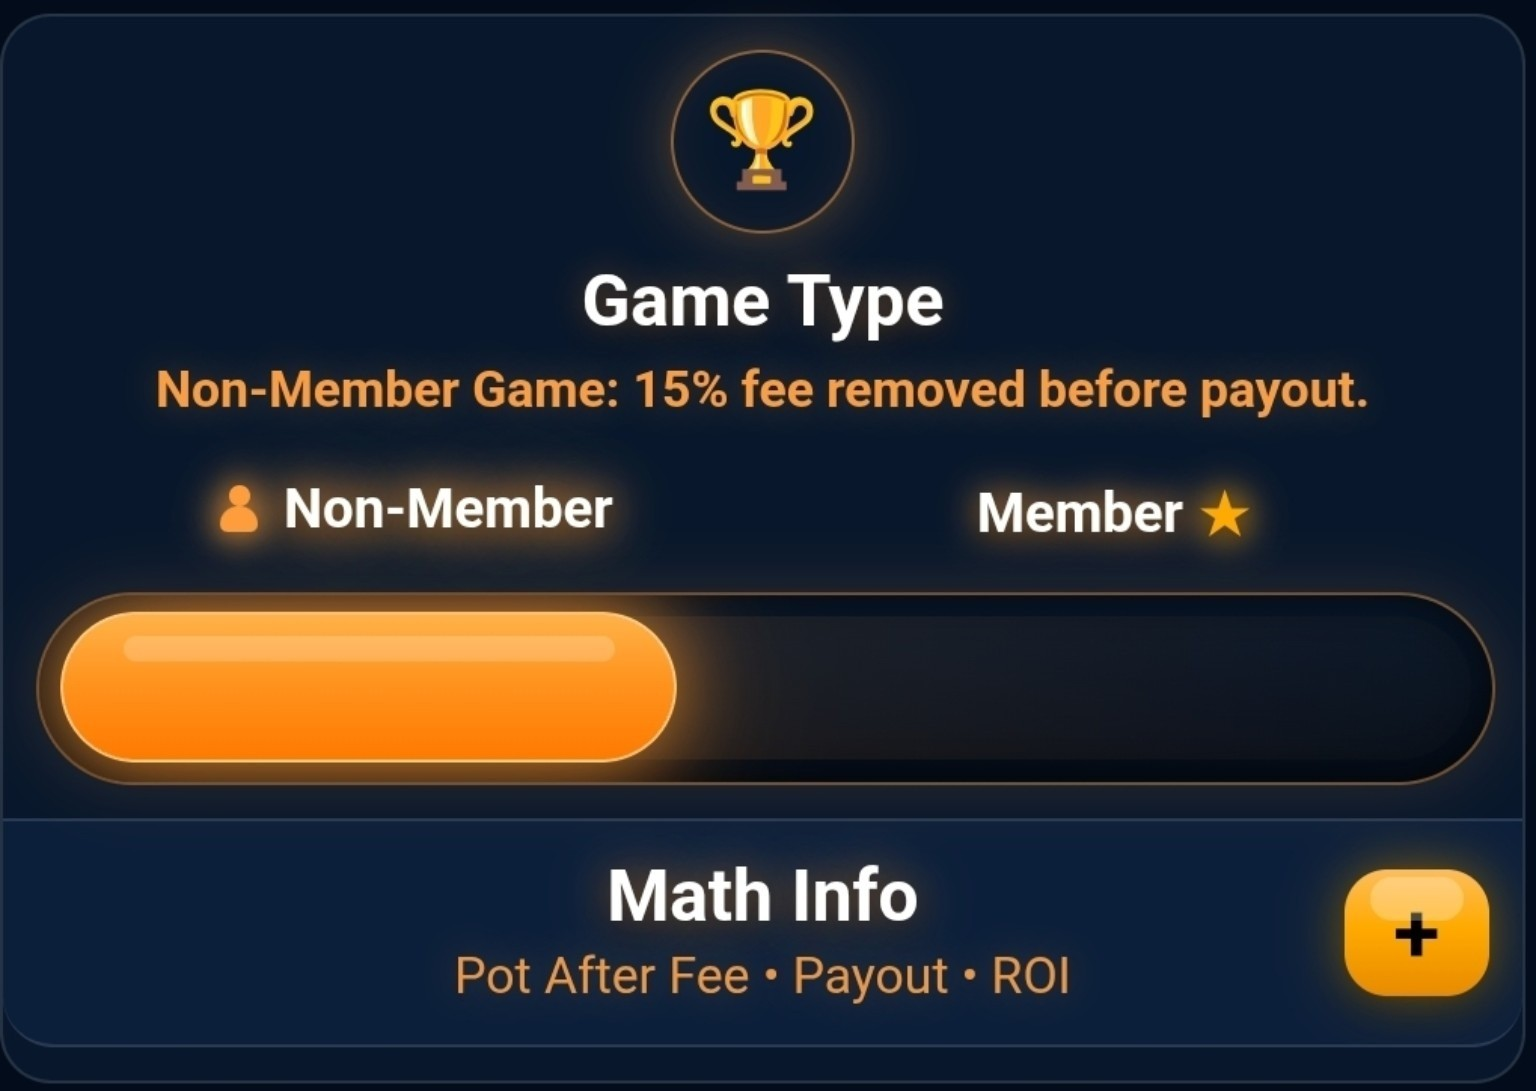 Game Type
Non-Member Game: 15% fee removed before payout.
Non-Member
Member
Math Info
Pot After Fee • Payout • ROI
+